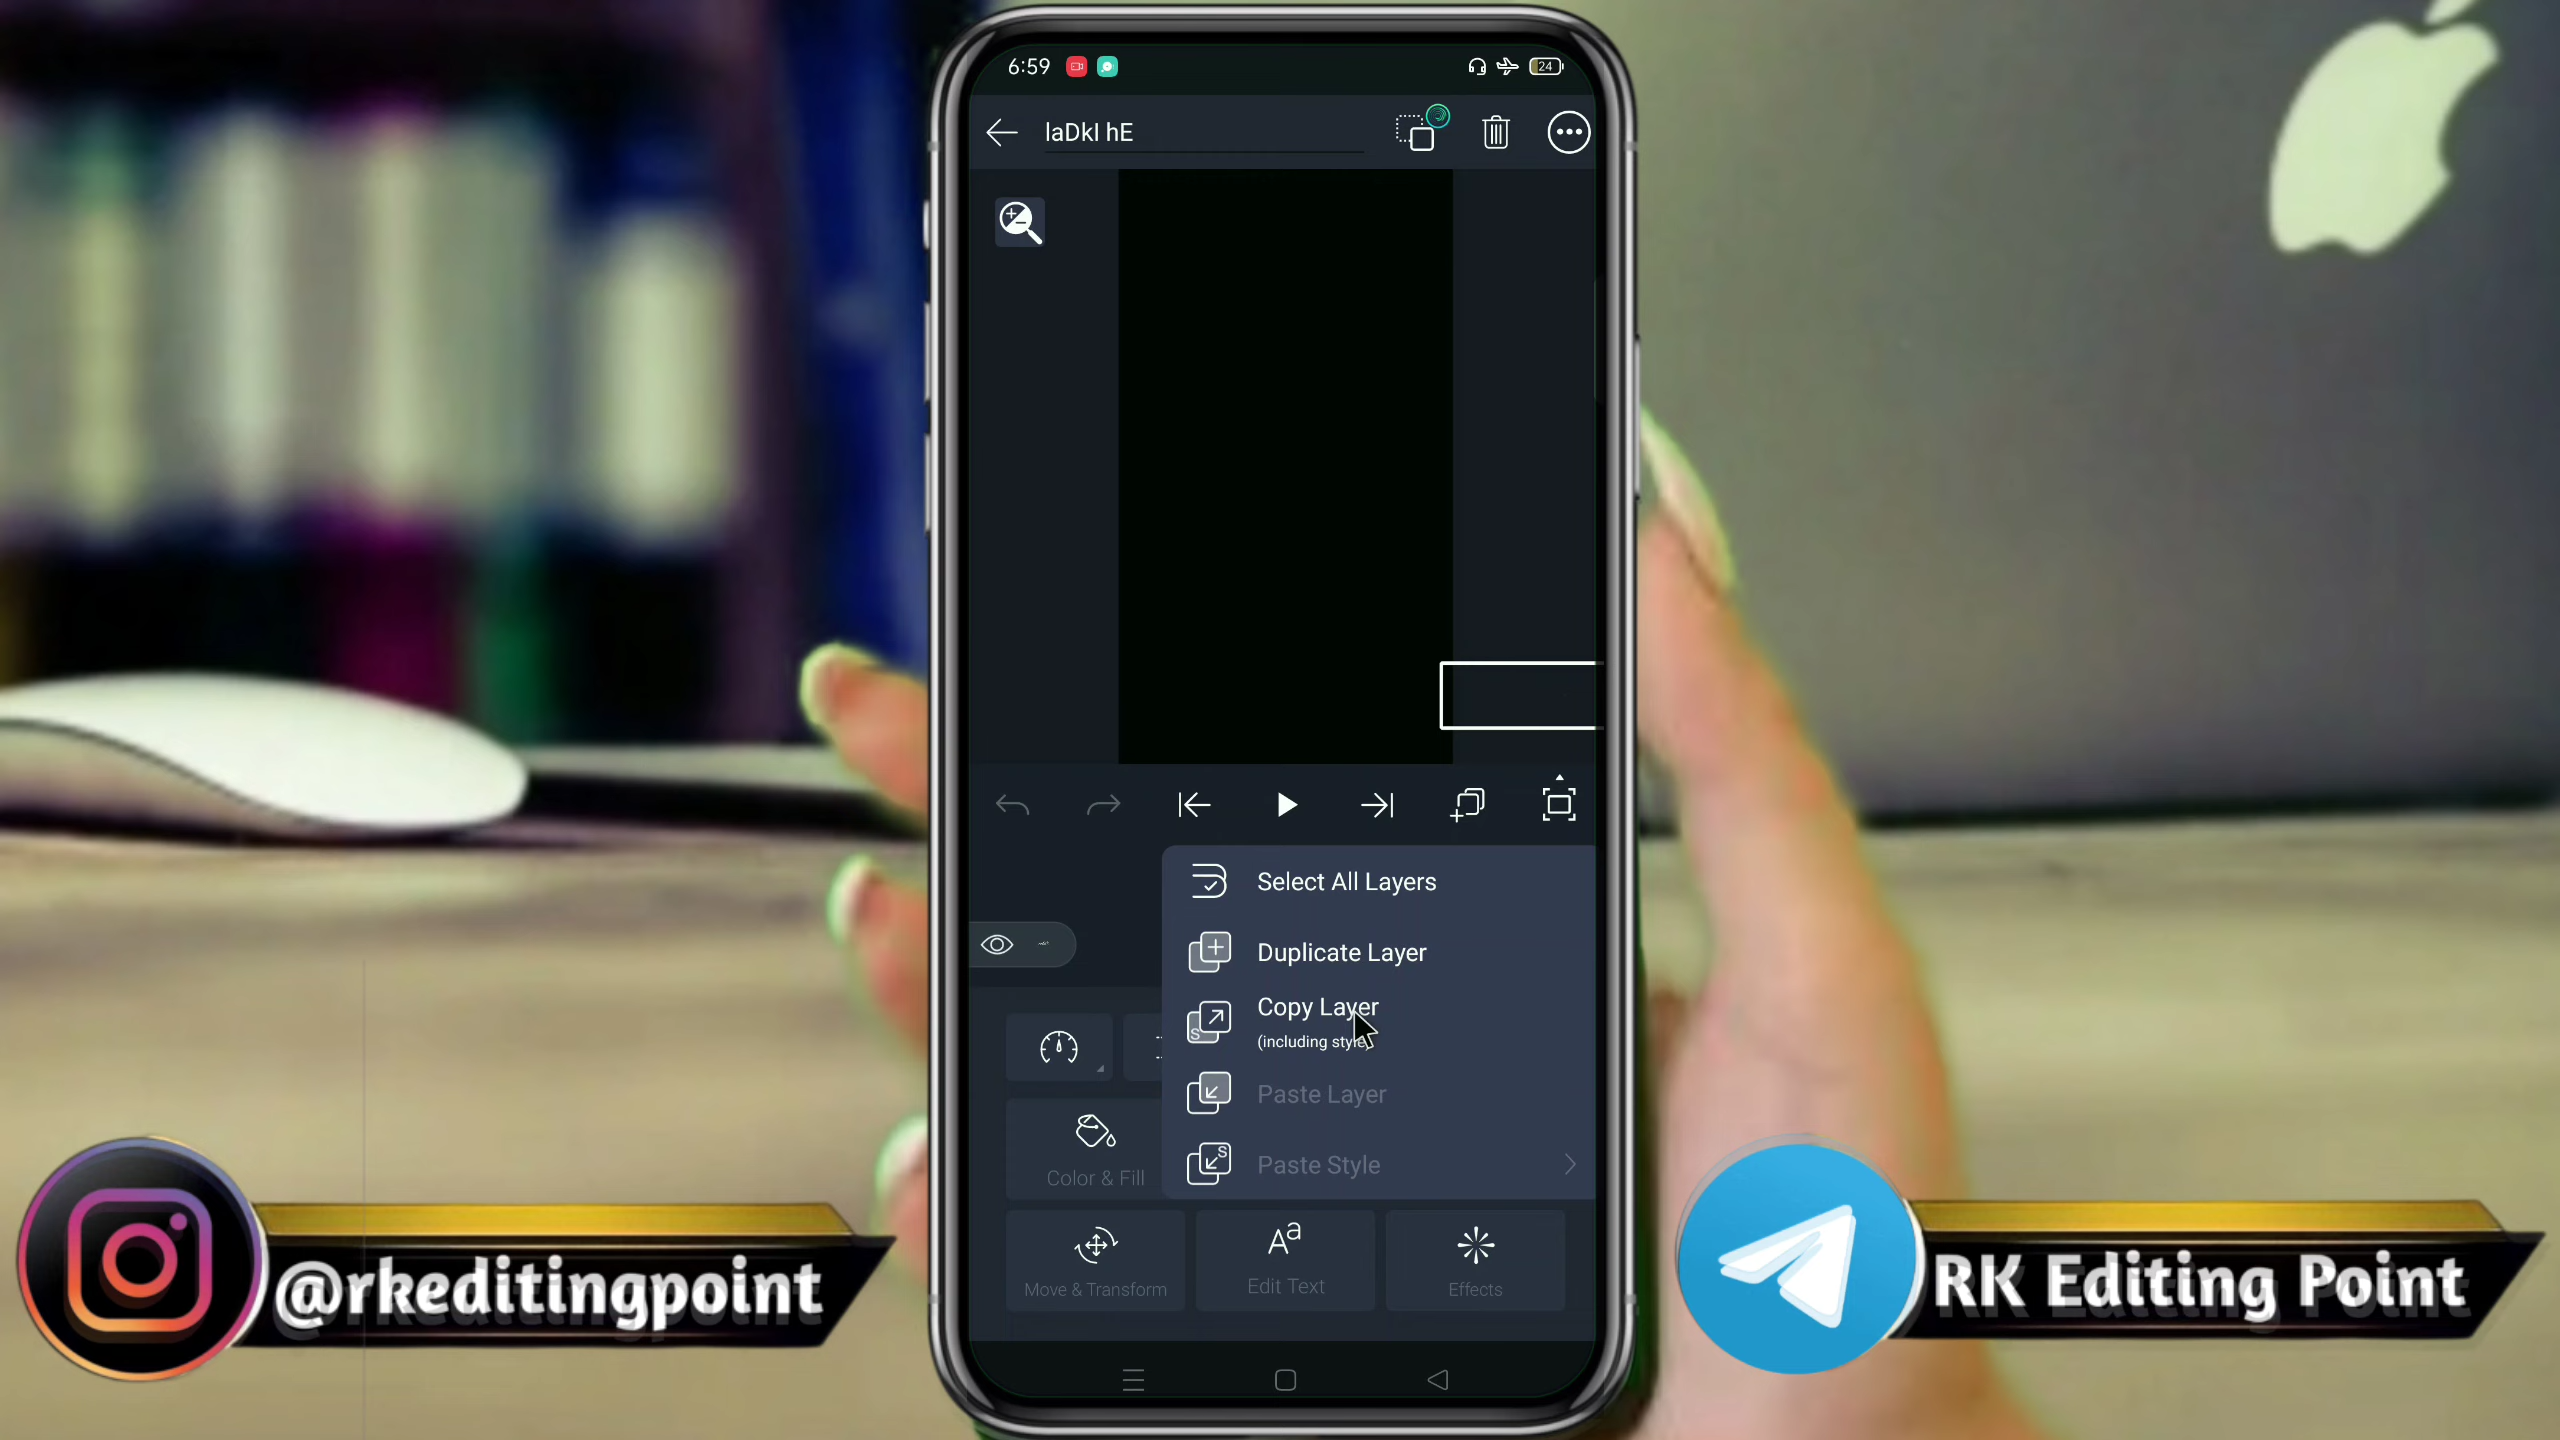 6:59
24
laDkI hE
Select All Layers
Duplicate Layer
Copy Layer
(including style)
Paste Layer
Paste Style
Color & Fill
Move & Transform
Edit Text
Effects
@rkeditingpoint
RK Editing Point